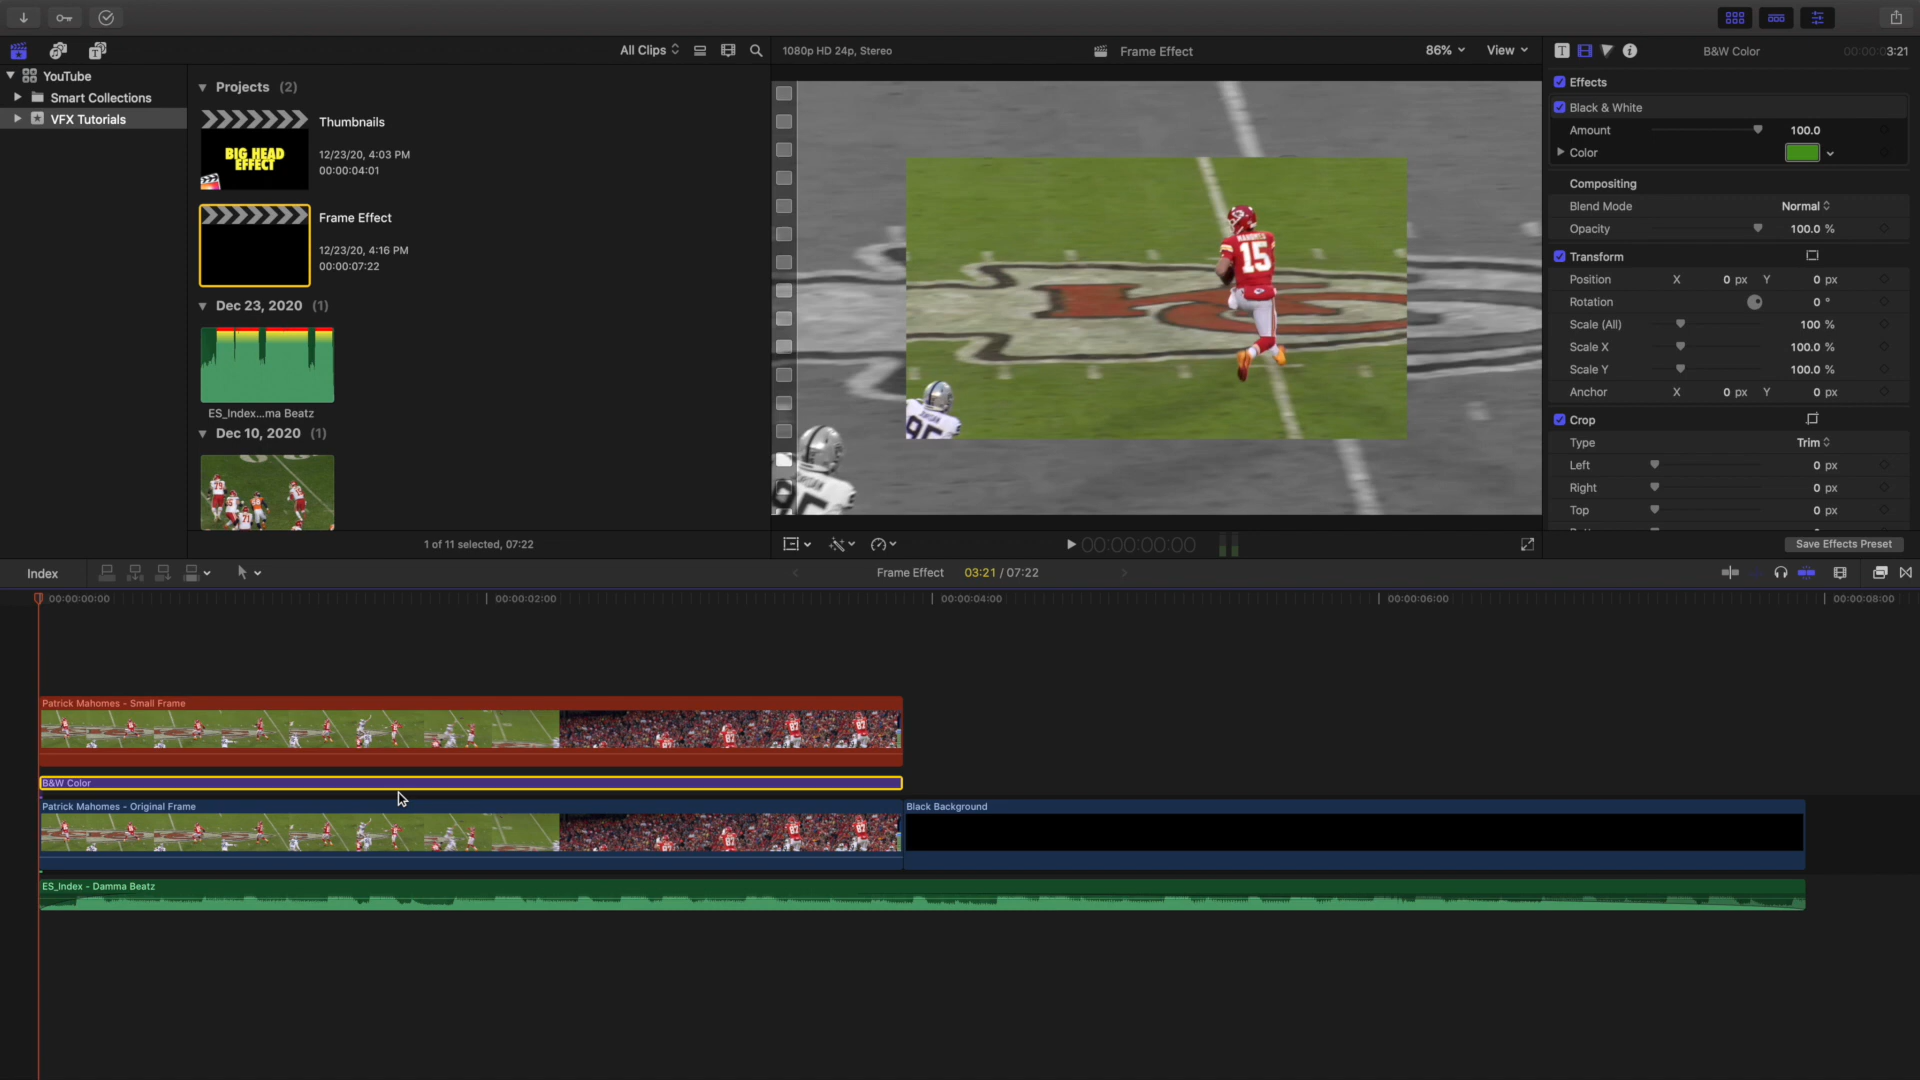 All Clips
1080p HD 24p, Stereo
Frame Effect
86%
View
B&W Color
00:00:03:21
YouTube
Smart Collections
VFX Tutorials
Projects (2)
BIG HEAD
EFFECT
Thumbnails
12/23/20, 4:03 PM
00:00:04:01
Frame Effect
12/23/20, 4:16 PM
00:00:07:22
Dec 23, 2020 (1)
ES_Index...ma Beatz
Dec 10, 2020 (1)
1 of 11 selected, 07:22
MAHOMES
15
KC
95
Effects
Black & White
Amount 100.0
Color
Compositing
Blend Mode Normal
Opacity 100.0 %
Transform
Position X 0 px Y 0 px
Rotation 0 °
Scale (All) 100 %
Scale X 100.0 %
Scale Y 100.0 %
Anchor X 0 px Y 0 px
Crop
Type Trim
Left 0 px
Right 0 px
Top 0 px
Save Effects Preset
00:00:00:00
Index
Frame Effect 03:21 / 07:22
00:00:00:00
00:00:02:00
00:00:04:00
00:00:06:00
00:00:08:00
Patrick Mahomes - Small Frame
B&W Color
Patrick Mahomes - Original Frame
Black Background
ES_Index - Damma Beatz